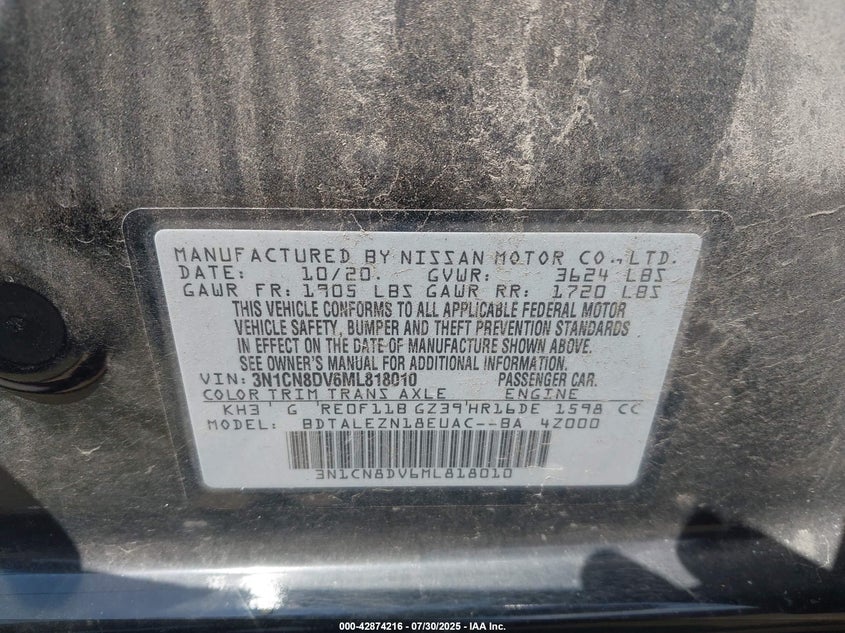 MANUFACTURED BY NISSAN MOTOR CO., LTD.
DATE: 10/20. GVWR: 3624 LBS
GAWR FR: 1905 LBS GAWR RR: 1720 LBS
THIS VEHICLE CONFORMS TO ALL APPLICABLE FEDERAL MOTOR
VEHICLE SAFETY, BUMPER AND THEFT PREVENTION STANDARDS
IN EFFECT ON THE DATE OF MANUFACTURE SHOWN ABOVE.
SEE OWNER'S MANUAL FOR ADDITIONAL INFORMATION.
VIN: 3N1CN8DV6ML818010 PASSENGER CAR.
COLOR TRIM TRANS AXLE ENGINE
KH3 G RE0F11B GZ39 HR16DE 1598 CC
MODEL: BDTALEZN18EUAC--BA 4Z000
3N1CN8DV6ML818010
000-42874216 - 07/30/2025 - IAA Inc.